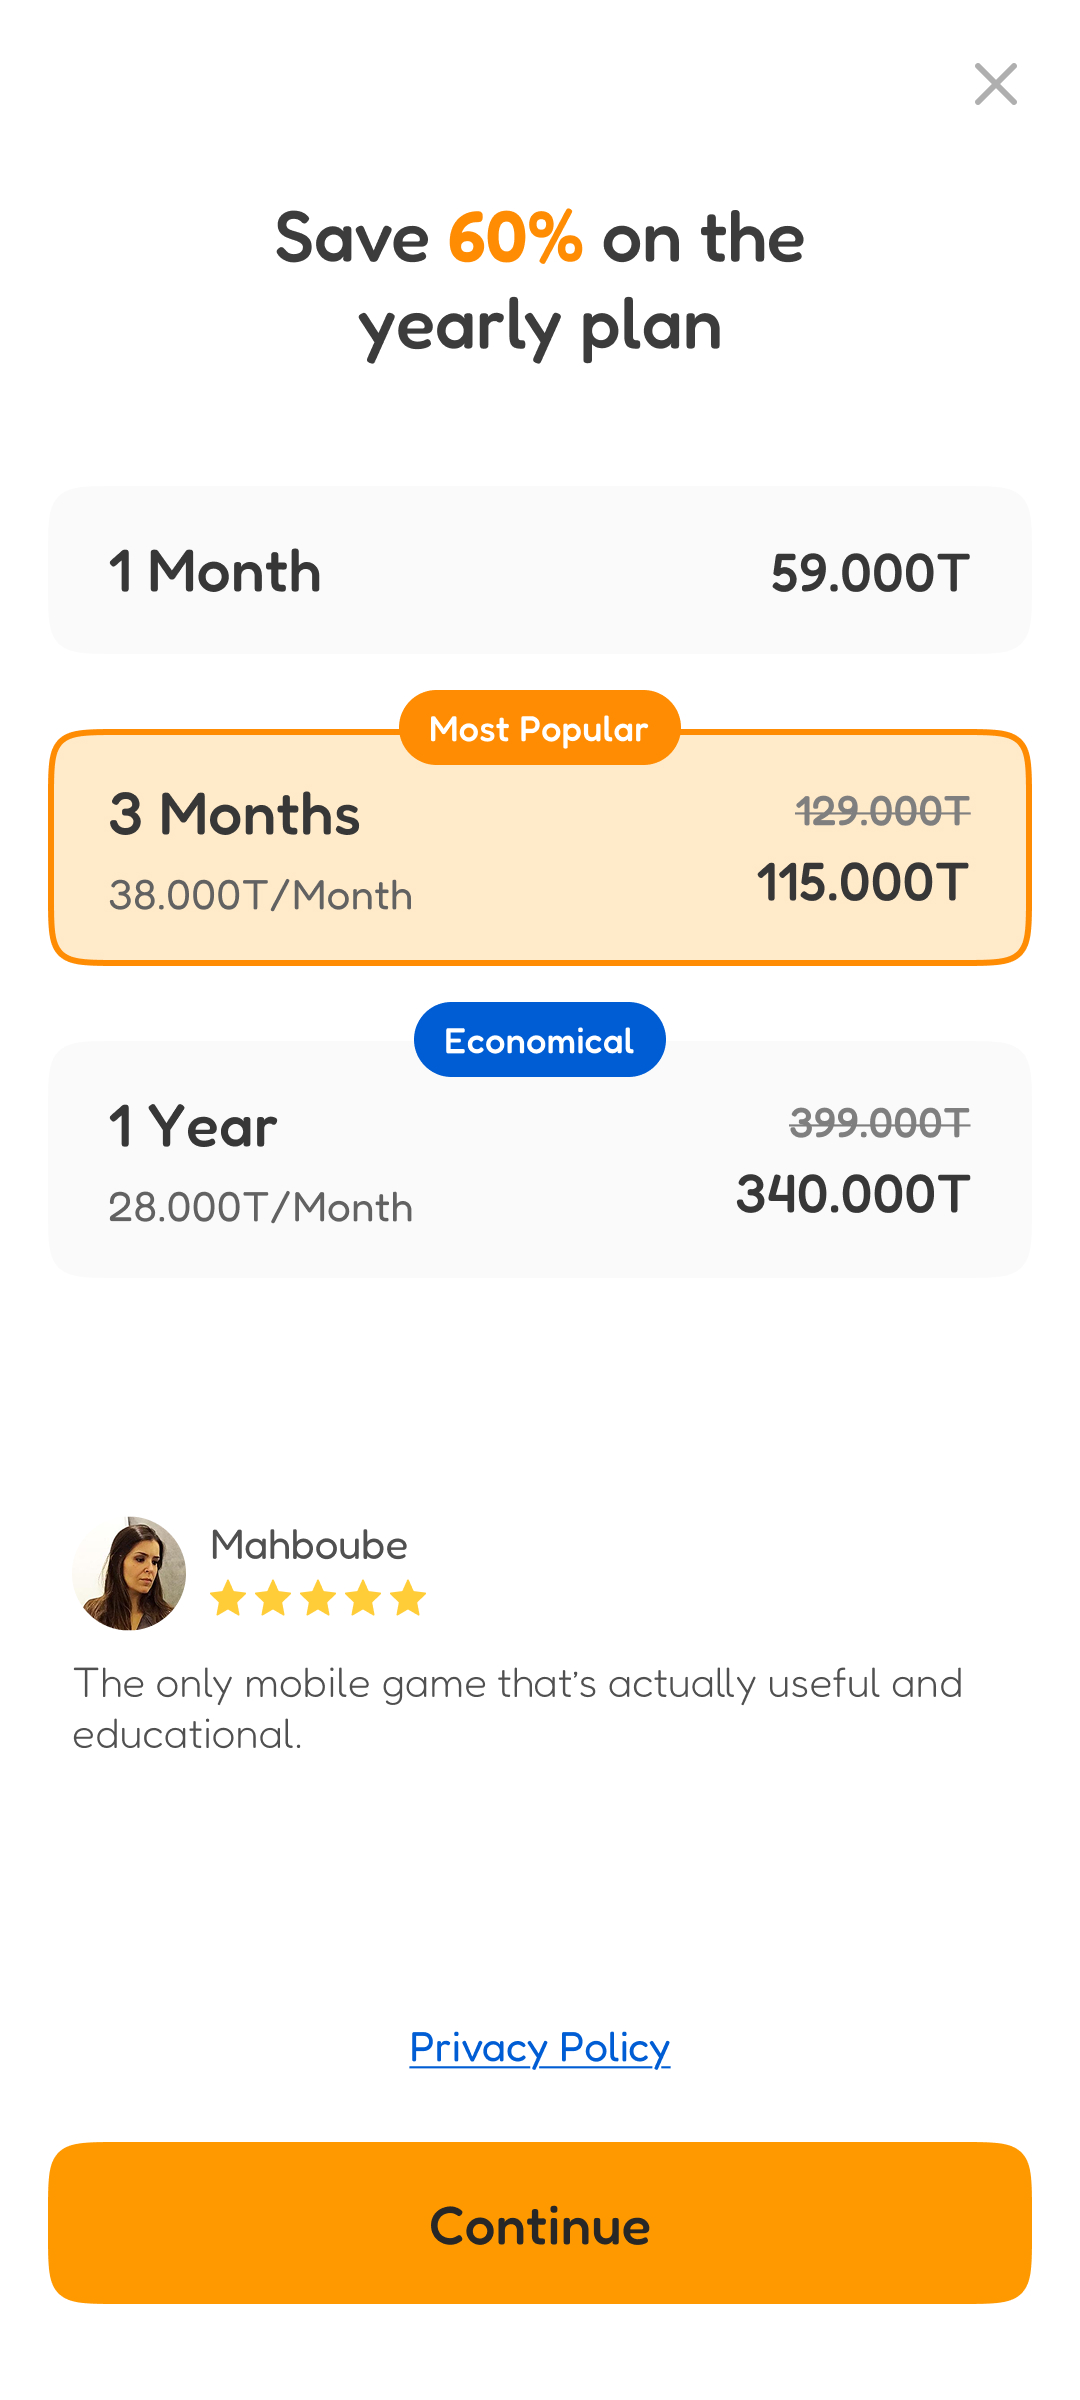 Save 60% on the
yearly plan
1 Month
59.000T
Most Popular
3 Months
129.000T
38.000T/Month
115.000T
Economical
1 Year
399.000T
28.000T/Month
340.000T
Mahboube
The only mobile game that’s actually useful and
educational.
Privacy Policy
Continue